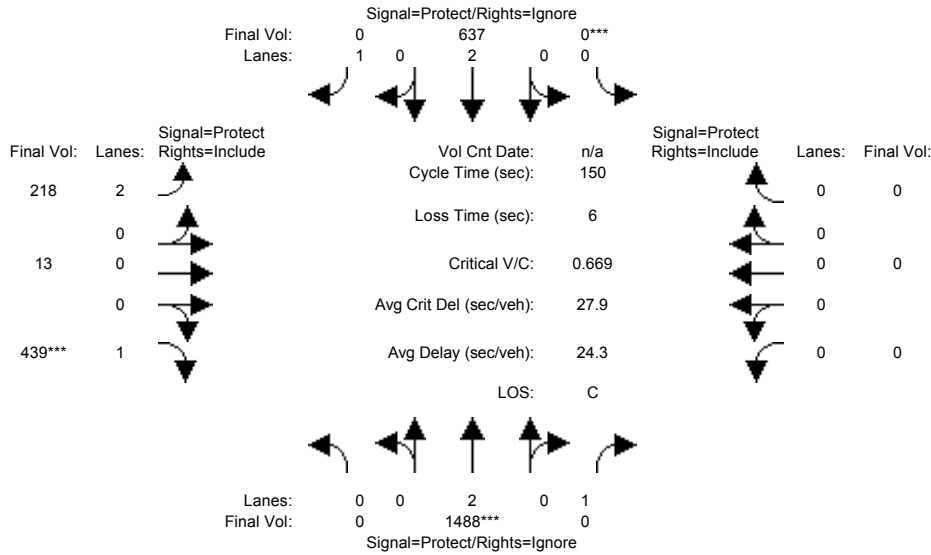 Signal=Protect/Rights=Ignore
Final Vol: 0 637 0***
Lanes: 1 0 2 0 0
Signal=Protect Signal=Protect
Final Vol: Lanes: Rights=Include Vol Cnt Date: n/a Rights=Include Lanes: Final Vol:
Cycle Time (sec): 150
218 2 0 0
Loss Time (sec): 6
0 0
13 0 Critical V/C: 0.669 0 0
0 Avg Crit Del (sec/veh): 27.9 0
439*** 1 Avg Delay (sec/veh): 24.3 0 0
LOS: C
Lanes: 0 0 2 0 1
Final Vol: 0 1488*** 0
Signal=Protect/Rights=Ignore